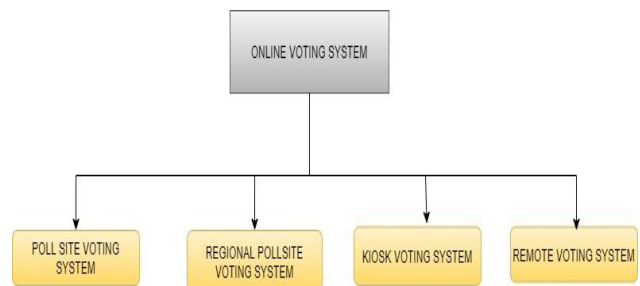 ONLINE VOTING SYSTEM
POLL SITE VOTING
SYSTEM
REGIONAL POLLSITE
VOTING SYSTEM
KIOSK VOTING SYSTEM
REMOTE VOTING SYSTEM